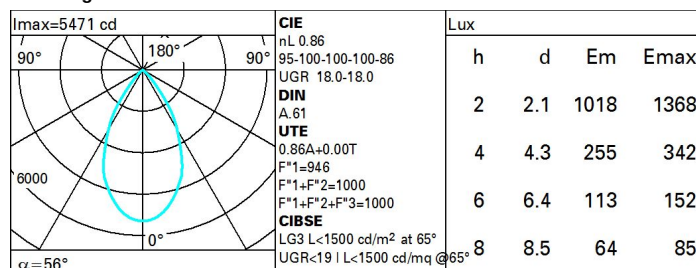 Imax=5471 cd
90° 180° 90°
6000
0°
α=56°
CIE
nL 0.86
95-100-100-100-86
UGR 18.0-18.0
DIN
A.61
UTE
0.86A+0.00T
F"1=946
F"1+F"2=1000
F"1+F"2+F"3=1000
CIBSE
LG3 L<1500 cd/m² at 65°
UGR<19 | L<1500 cd/mq @65°
Lux
h d Em Emax
2 2.1 1018 1368
4 4.3 255 342
6 6.4 113 152
8 8.5 64 85